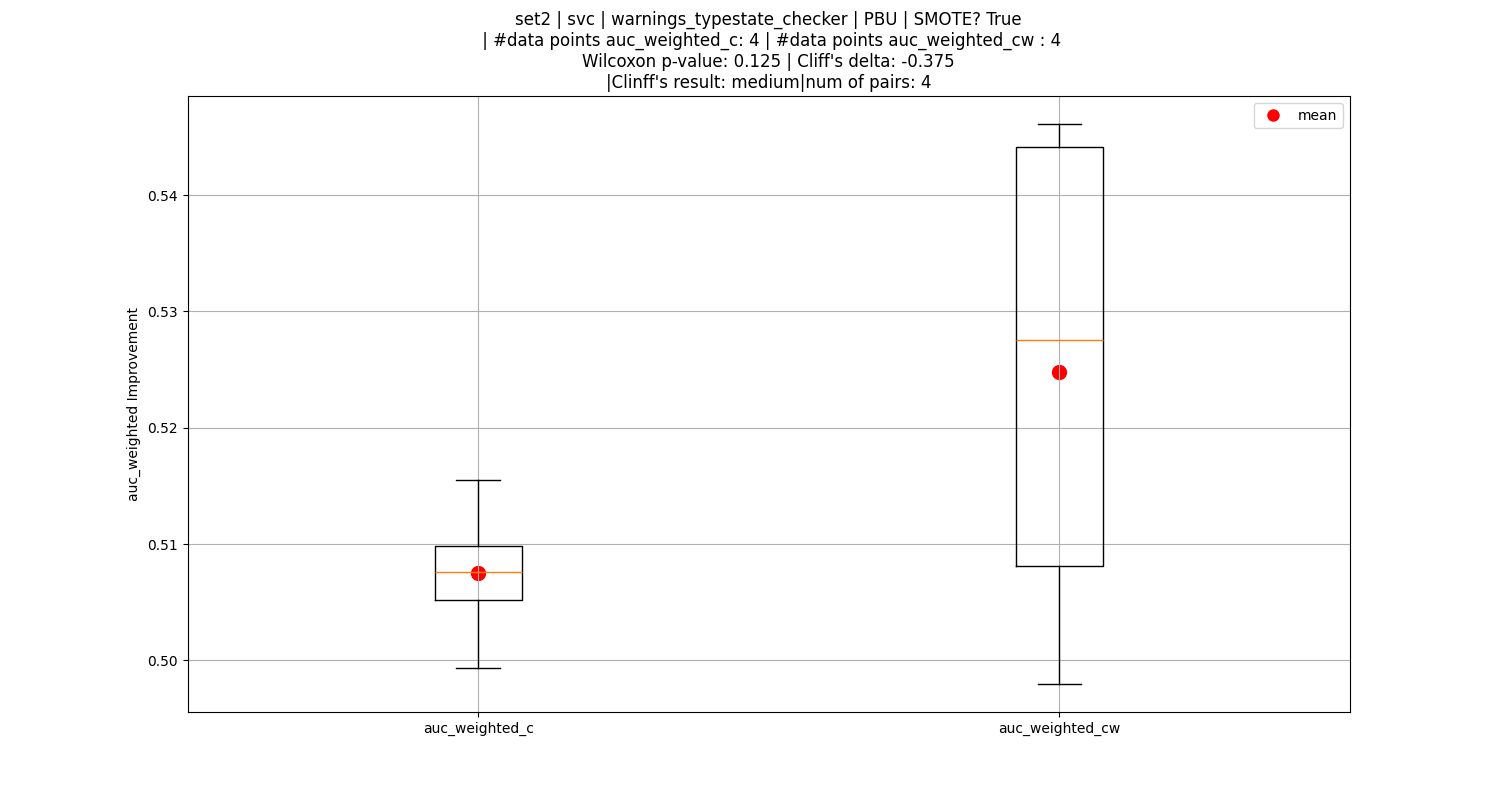 set2 | svc | warnings_typestate_checker | PBU | SMOTE? True
| #data points auc_weighted_c: 4 | #data points auc_weighted_cw : 4
Wilcoxon p-value: 0.125 | Cliff's delta: -0.375
|Clinff's result: medium|num of pairs: 4
mean
0.54
0.53
0.52
0.51
0.50
auc_weighted Improvement
auc_weighted_c
auc_weighted_cw